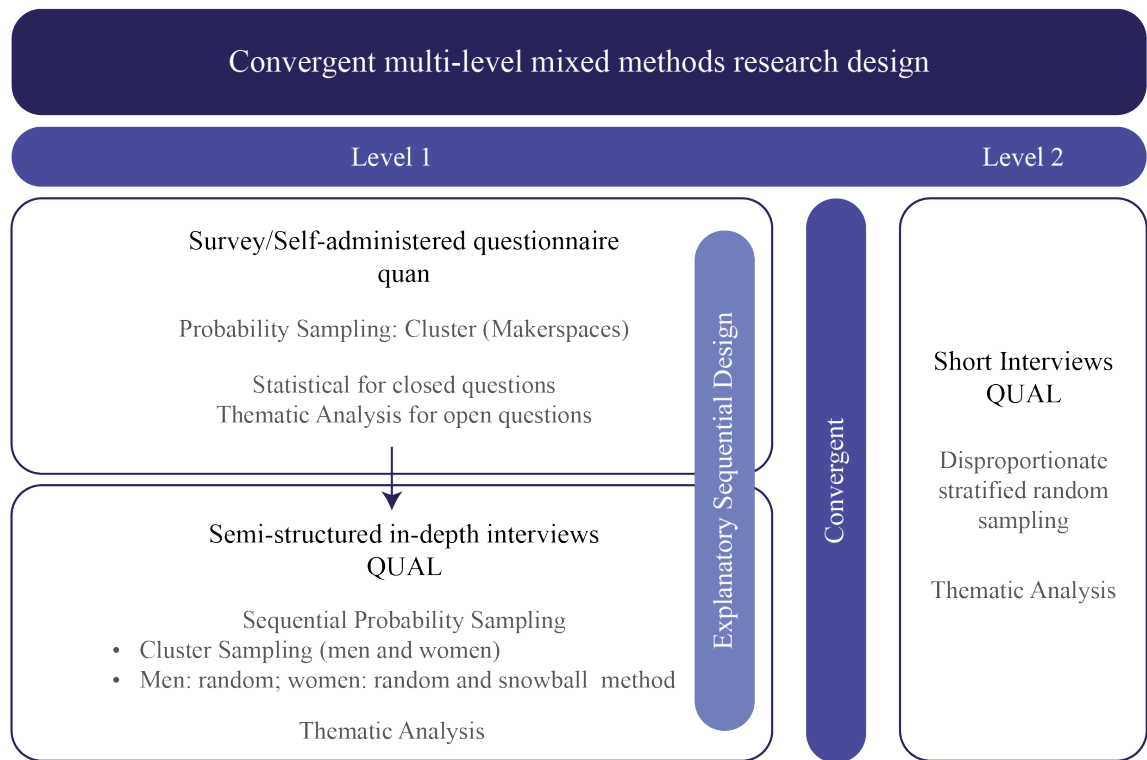 Convergent multi-level mixed methods research design
Level 1
Level 2
Survey/Self-administered questionnaire
quan
Probability Sampling: Cluster (Makerspaces)
Statistical for closed questions
Thematic Analysis for open questions
Semi-structured in-depth interviews
QUAL
Sequential Probability Sampling
• Cluster Sampling (men and women)
• Men: random; women: random and snowball method
Thematic Analysis
Explanatory Sequential Design
Convergent
Short Interviews
QUAL
Disproportionate
stratified random
sampling
Thematic Analysis